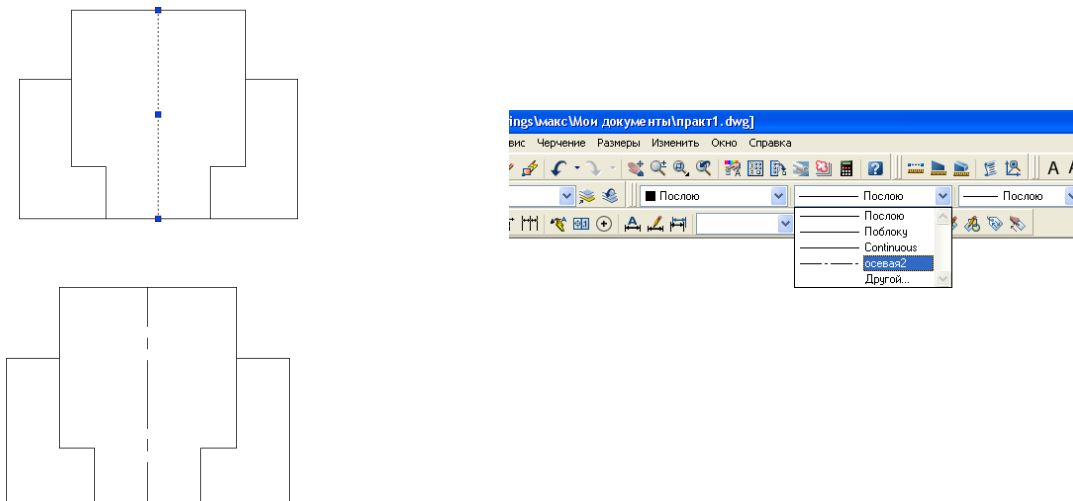 ings\макс\Мои документы\практ1.dwg]
вис Черчение Размеры Изменить Окно Справка
A
Послою Послою Послою
Послою
Поблоку
Continuous
осевая2
Другой...